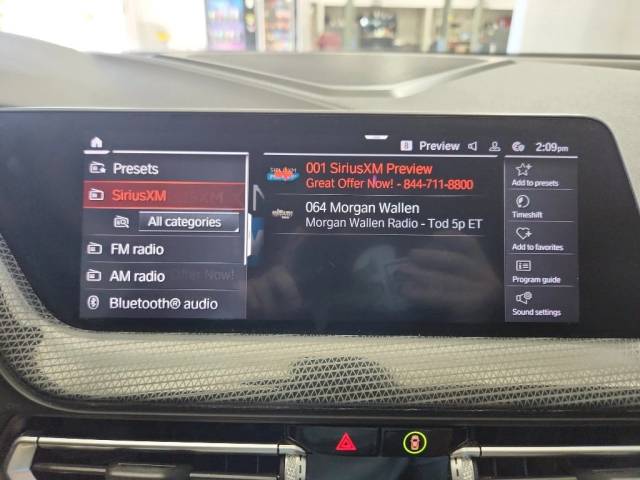 Preview 2:09pm
Presets
SiriusXM
All categories
FM radio
AM radio
Bluetooth® audio
001 SiriusXM Preview
Great Offer Now! - 844-711-8800
064 Morgan Wallen
Morgan Wallen Radio - Tod 5p ET
Add to presets
Timeshift
Add to favorites
Program guide
Sound settings